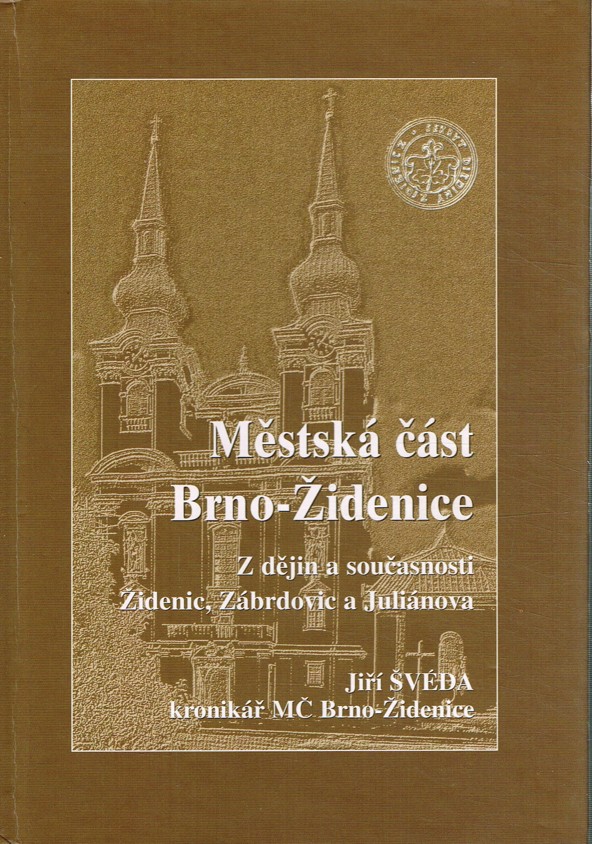 Městská část
Brno-Židenice
Z dějin a současnosti
Židenic, Zábrdovic a Juliánova
Jiří ŠVÉDA
kronikář MČ Brno-Židenice